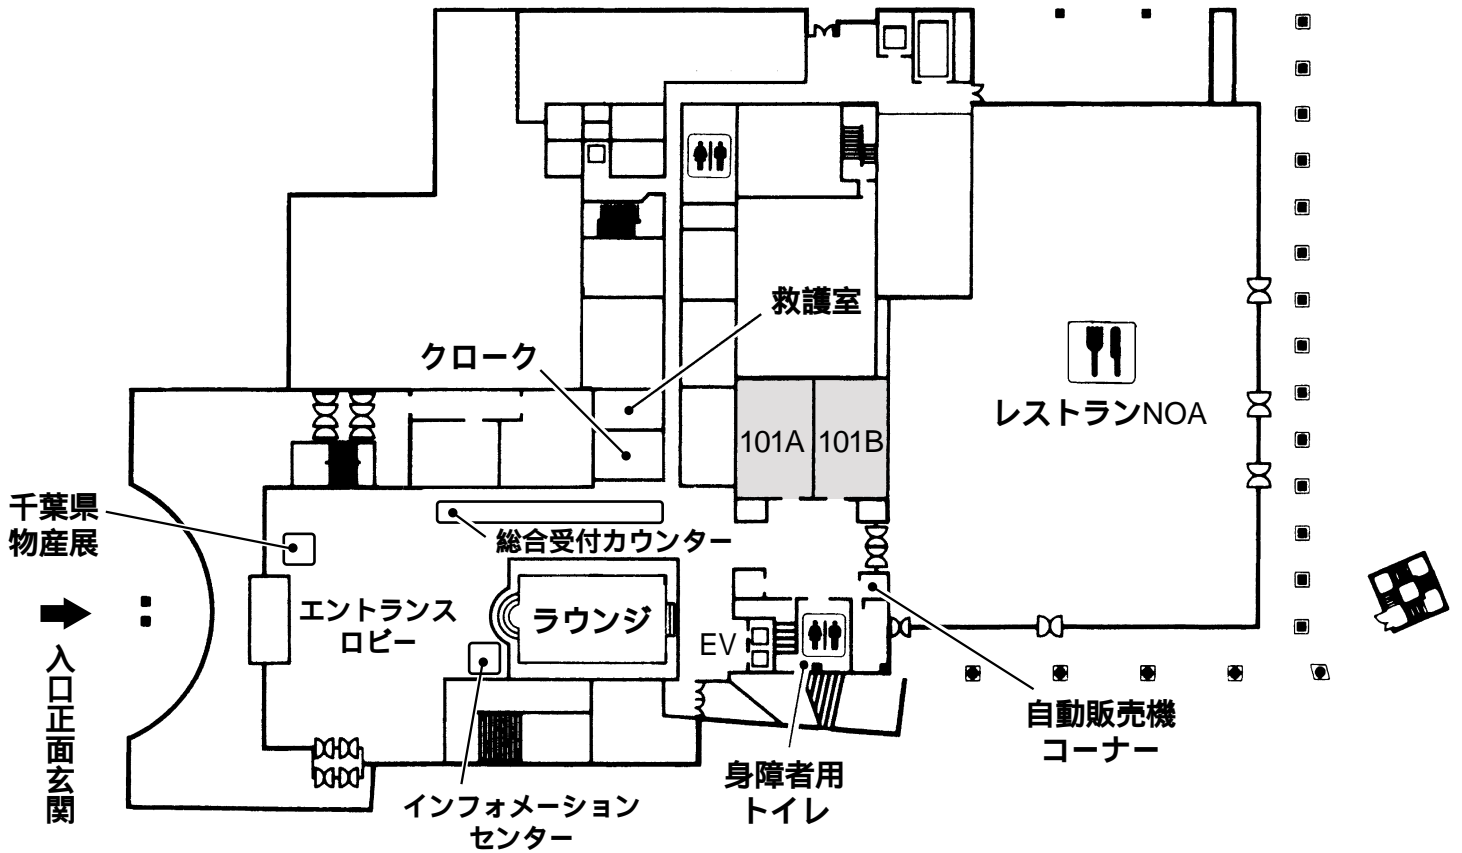 救護室
クローク
レストランNOA
101A
101B
千葉県
物産展
総合受付カウンター
エントランス
ロビー
ラウンジ
EV
入口正面玄関
自動販売機
コーナー
身障者用
トイレ
インフォメーション
センター